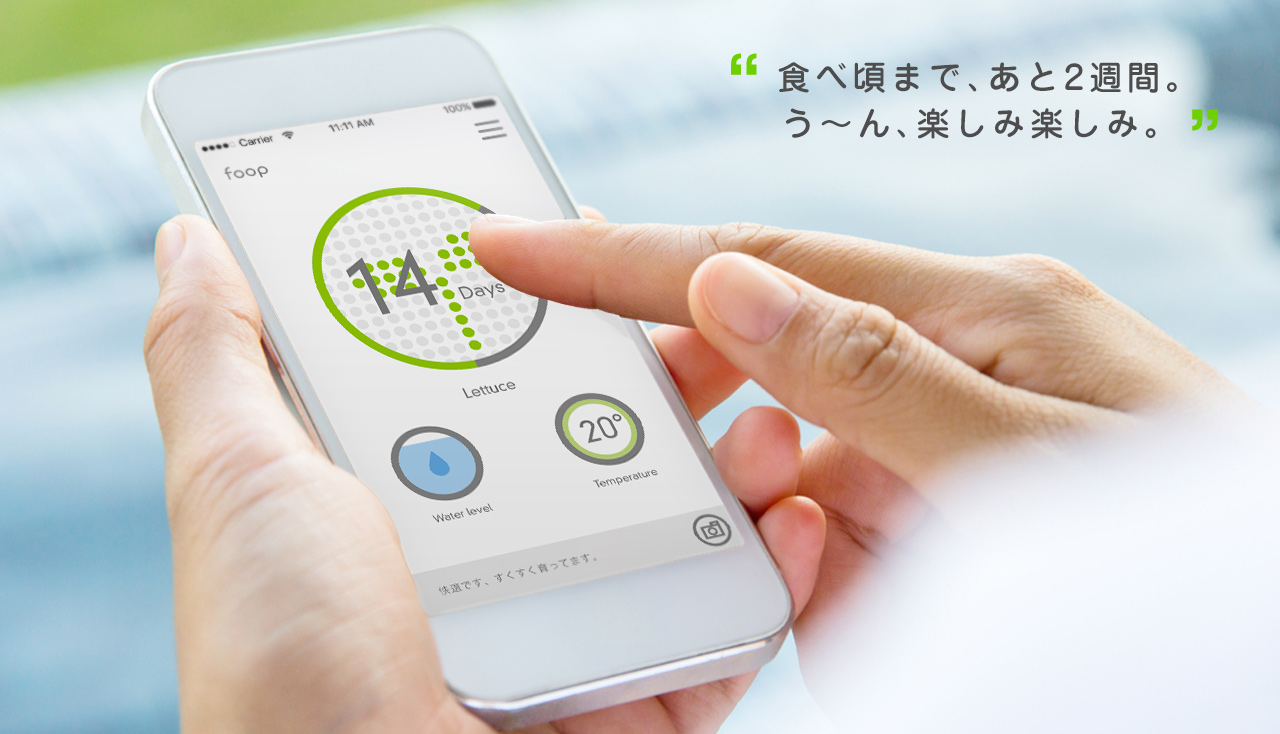 “食べ頃まで、あと2週間。
う〜ん、楽しみ楽しみ。”
Carrier
11:11 AM
100%
foop
14
Days
Lettuce
20°
Water level
Temperature
快適です、すくすく育ってます。